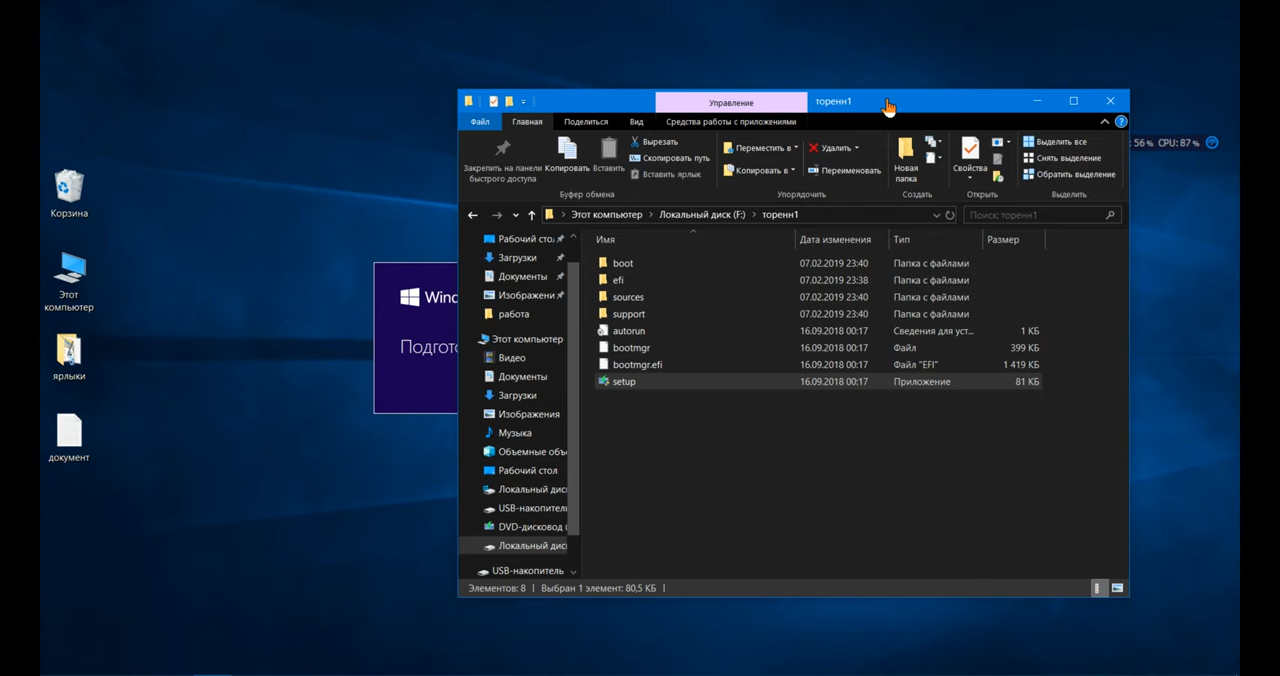 Управление
торенн1
Файл
Главная
Поделиться
Вид
Средства работы с приложениями
Закрепить на панели
быстрого доступа
Копировать
Вставить
Вырезать
Скопировать путь
Вставить ярлык
Буфер обмена
Переместить в
Копировать в
Удалить
Переименовать
Упорядочить
Новая
папка
Создать
Свойства
Открыть
Выделить все
Снять выделение
Обратить выделение
Выделить
: 56 % CPU: 87 %
Этот компьютер > Локальный диск (F:) > торенн1
Поиск: торенн1
Имя
Дата изменения
Тип
Размер
boot 07.02.2019 23:40 Папка с файлами
efi 07.02.2019 23:38 Папка с файлами
sources 07.02.2019 23:40 Папка с файлами
support 07.02.2019 23:40 Папка с файлами
autorun 16.09.2018 00:17 Сведения для уст... 1 КБ
bootmgr 16.09.2018 00:17 Файл 399 КБ
bootmgr.efi 16.09.2018 00:17 Файл "EFI" 1 419 КБ
setup 16.09.2018 00:17 Приложение 81 КБ
Рабочий сто
Загрузки
Документы
Изображени
работа
Этот компьютер
Видео
Документы
Загрузки
Изображения
Музыка
Объемные объ
Рабочий стол
Локальный дис
USB-накопител
DVD-дисковод (
Локальный дис
USB-накопитель
Элементов: 8
Выбран 1 элемент: 80,5 КБ
Корзина
Этот
компьютер
ярлыки
документ
Wind
Подгото